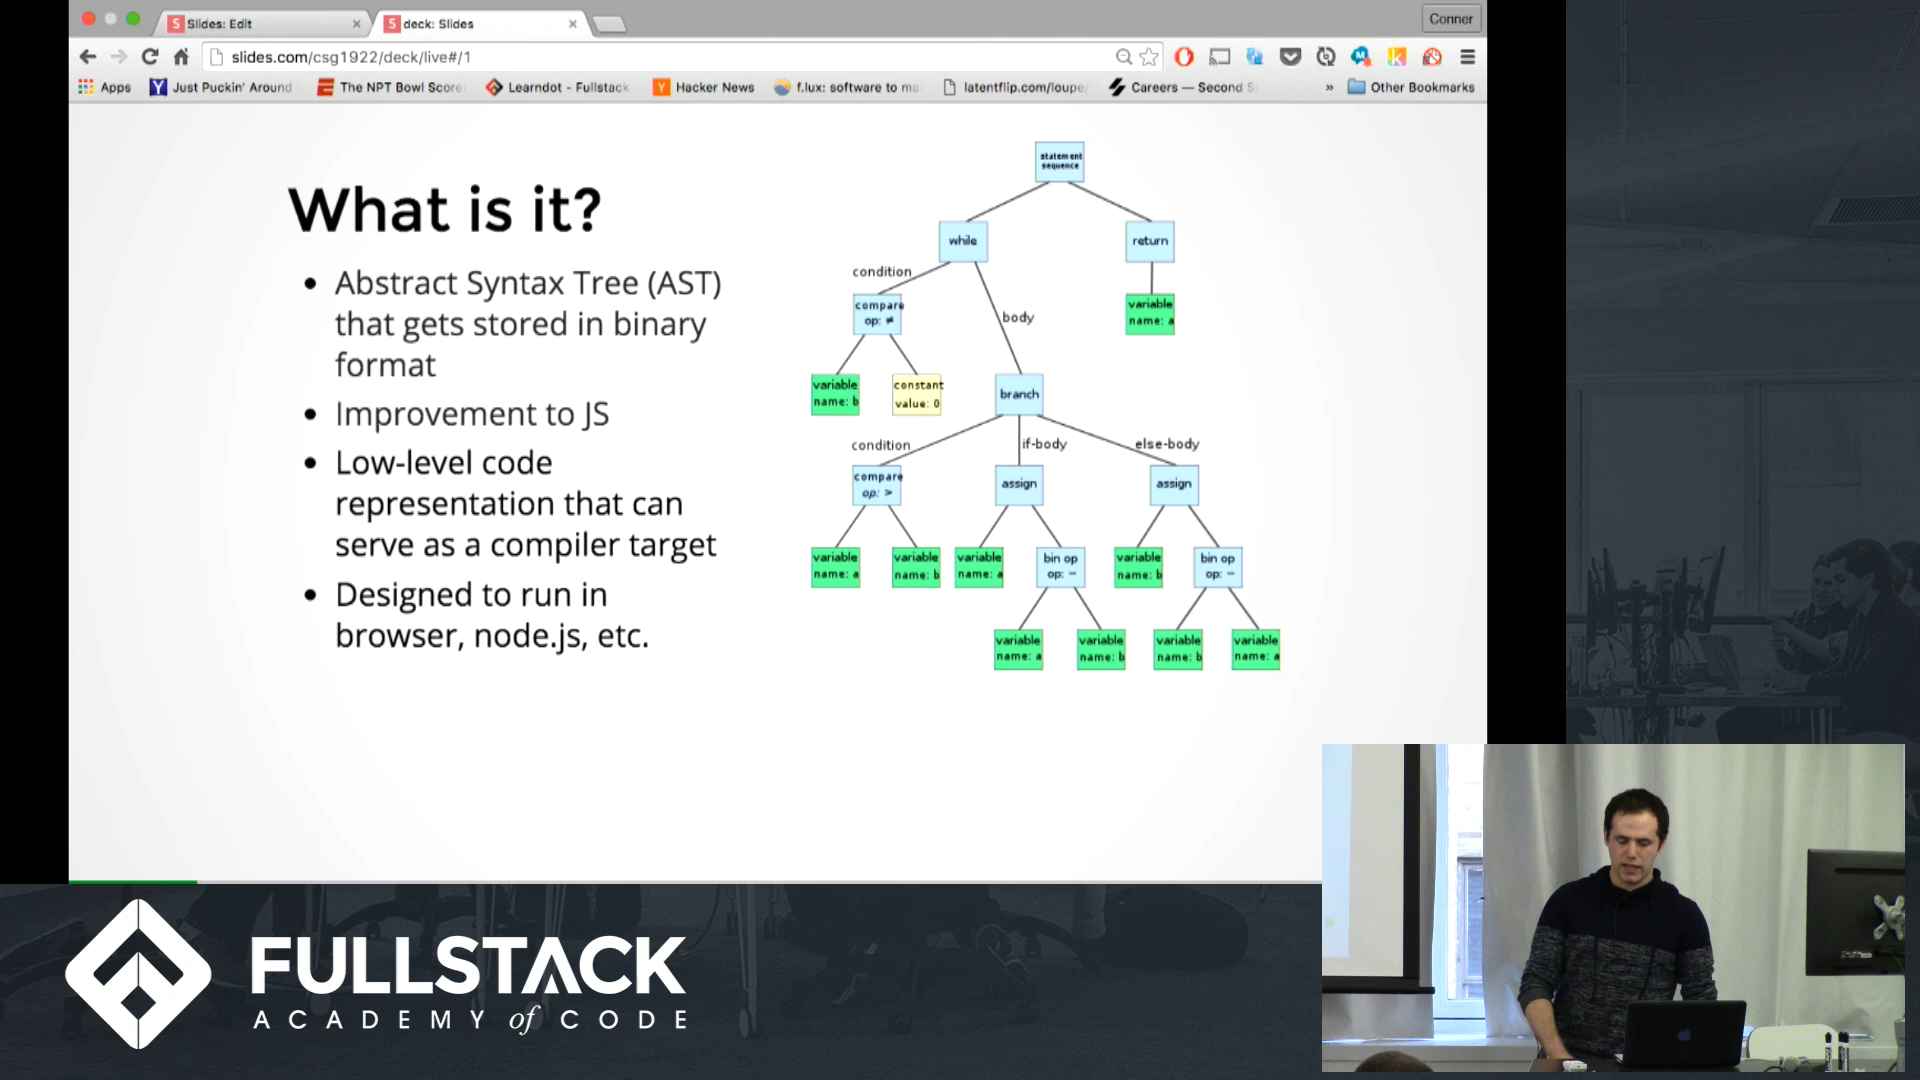 Slides: Edit
deck: Slides
Conner
slides.com/csg1922/deck/live#/1
Apps
Just Puckin' Around
The NPT Bowl Score
Learndot - Fullstack
Hacker News
f.lux: software to ma
latentflip.com/loupe/
Careers — Second S
»
Other Bookmarks
What is it?
• Abstract Syntax Tree (AST)
that gets stored in binary
format
• Improvement to JS
• Low-level code
representation that can
serve as a compiler target
• Designed to run in
browser, node.js, etc.
statement
sequence
while
return
condition
body
compare
op: ≠
variable
name: a
variable
name: b
constant
value: 0
branch
condition
if-body
else-body
compare
op: >
assign
assign
variable
name: a
variable
name: b
variable
name: a
bin op
op: −
variable
name: b
bin op
op: −
variable
name: a
variable
name: b
variable
name: b
variable
name: a
FULLSTACK
ACADEMY of CODE